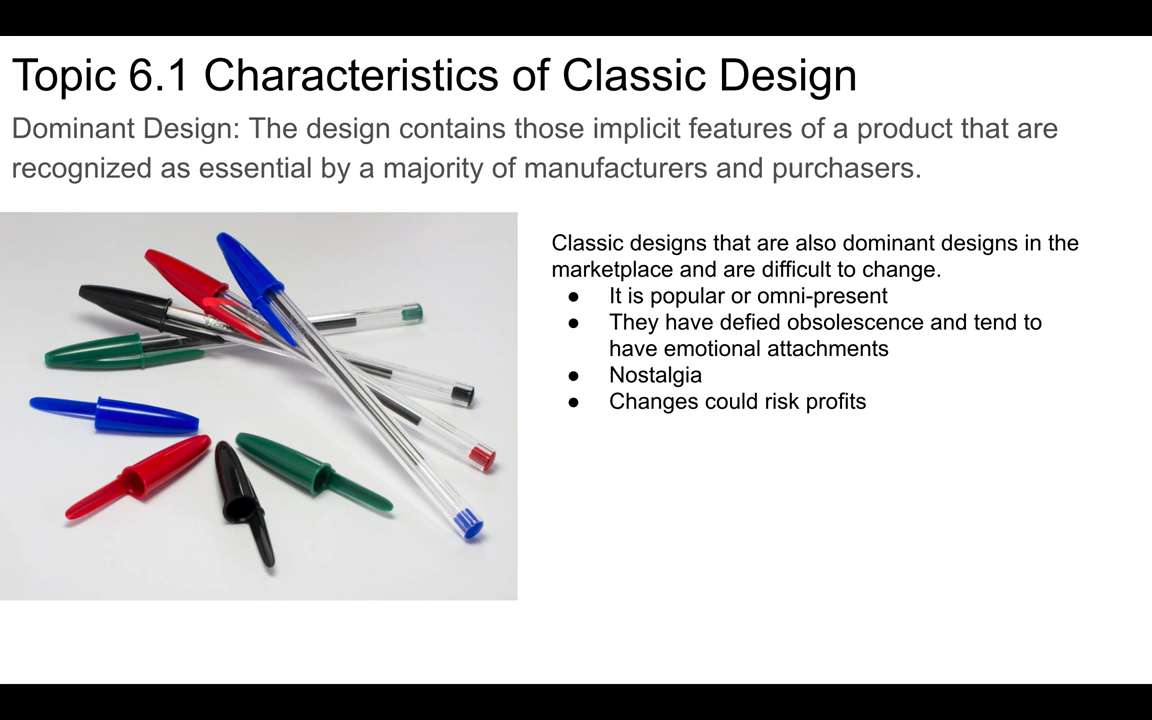 Topic 6.1 Characteristics of Classic Design
Dominant Design: The design contains those implicit features of a product that are
recognized as essential by a majority of manufacturers and purchasers.
Classic designs that are also dominant designs in the
marketplace and are difficult to change.
● It is popular or omni-present
● They have defied obsolescence and tend to
have emotional attachments
● Nostalgia
● Changes could risk profits